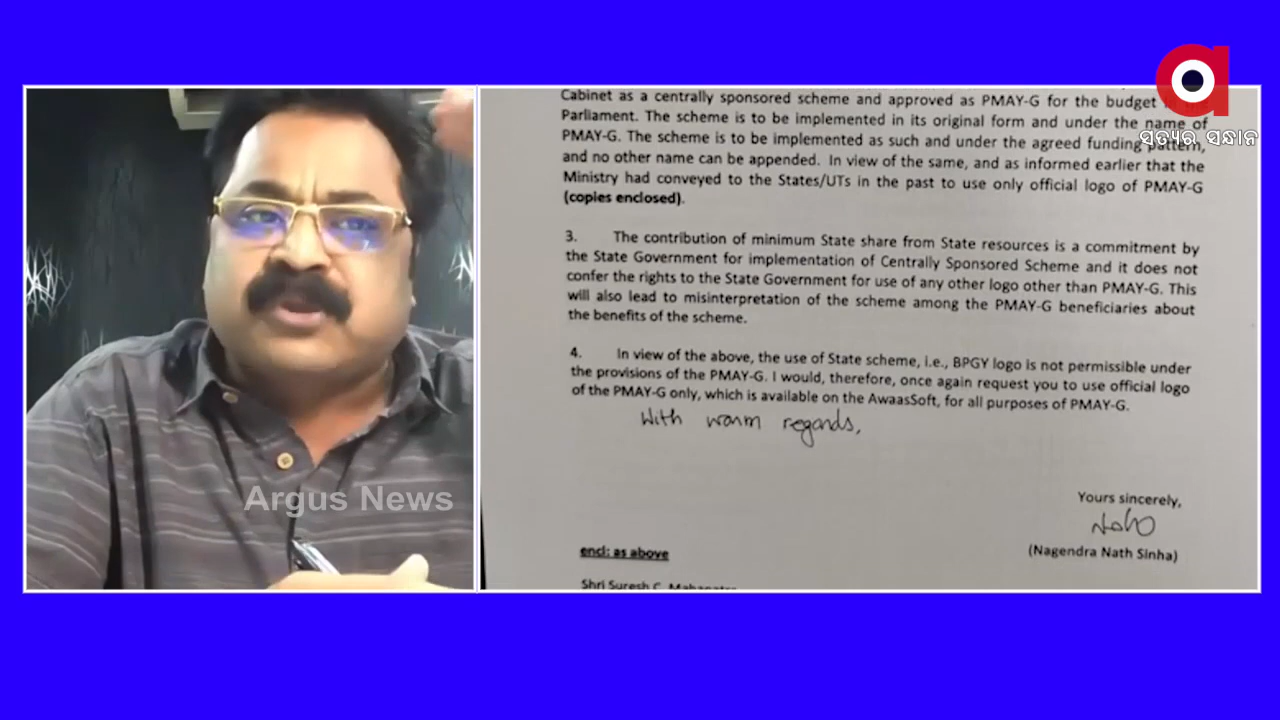 Cabinet as a centrally sponsored scheme and approved as PMAY-G for the budget
Parliament. The scheme is to be implemented in its original form and under the name of
PMAY-G. The scheme is to be implemented as such and under the agreed funding pattern,
and no other name can be appended. In view of the same, and as informed earlier that the
Ministry had conveyed to the States/UTs in the past to use only official logo of PMAY-G
(copies enclosed).
3. The contribution of minimum State share from State resources is a commitment by
the State Government for implementation of Centrally Sponsored Scheme and it does not
confer the rights to the State Government for use of any other logo other than PMAY-G. This
will also lead to misinterpretation of the scheme among the PMAY-G beneficiaries about
the benefits of the scheme.
4. In view of the above, the use of State scheme, i.e., BPGY logo is not permissible under
the provisions of the PMAY-G. I would, therefore, once again request you to use official logo
of the PMAY-G only, which is available on the AwaasSoft, for all purposes of PMAY-G.
With warm regards,
Yours sincerely,
(Nagendra Nath Sinha)
encl: as above
Shri Suresh C. Mahapatra
Argus News
a
ସତ୍ୟର ସନ୍ଧାନ